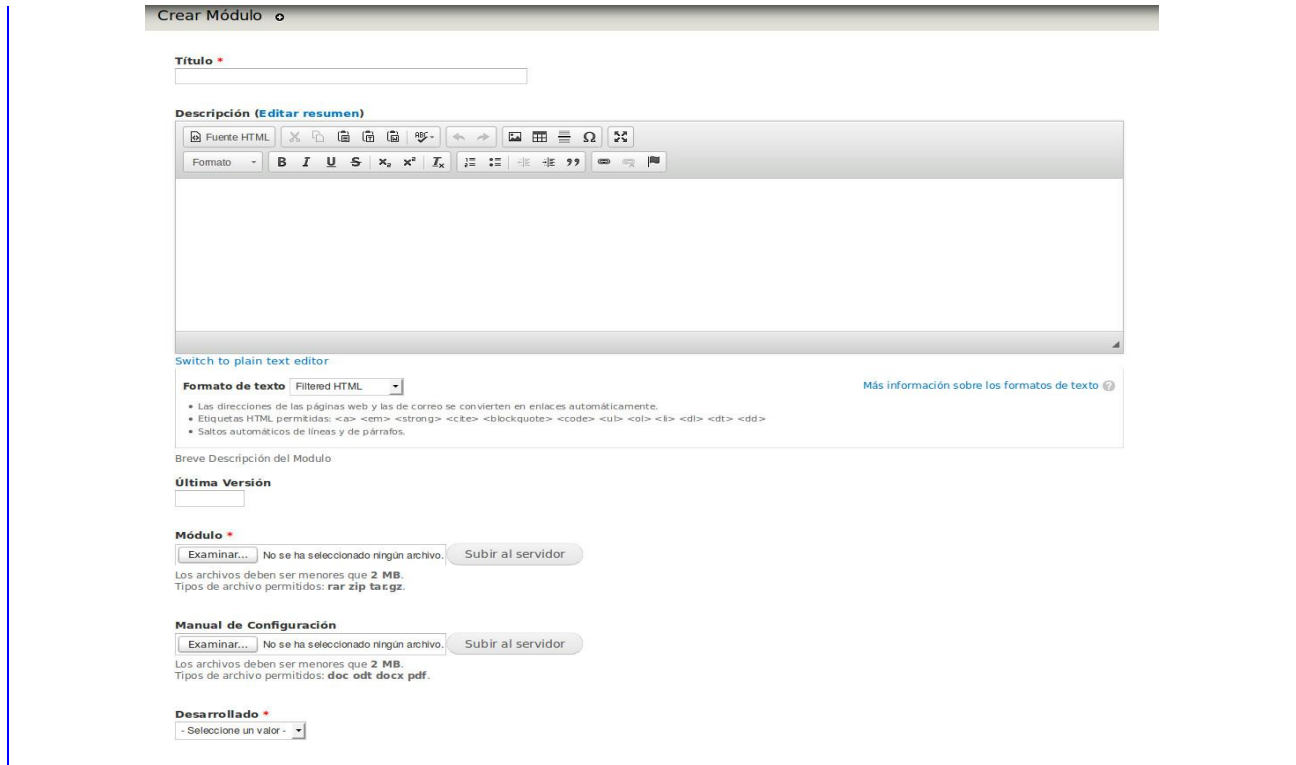 Crear Módulo
Título *
Descripción (Editar resumen)
Fuente HTML
Formato
Switch to plain text editor
Formato de texto Filtered HTML
Más información sobre los formatos de texto
Las direcciones de las páginas web y las de correo se convierten en enlaces automáticamente.
Etiquetas HTML permitidas: <a> <em> <strong> <cite> <blockquote> <code> <ul> <ol> <li> <dl> <dt> <dd>
Saltos automáticos de líneas y de párrafos.
Breve Descripción del Modulo
Última Versión
Módulo *
Examinar... No se ha seleccionado ningún archivo. Subir al servidor
Los archivos deben ser menores que 2 MB.
Tipos de archivo permitidos: rar zip tar.gz.
Manual de Configuración
Examinar... No se ha seleccionado ningún archivo. Subir al servidor
Los archivos deben ser menores que 2 MB.
Tipos de archivo permitidos: doc odt docx pdf.
Desarrollado *
- Seleccione un valor -